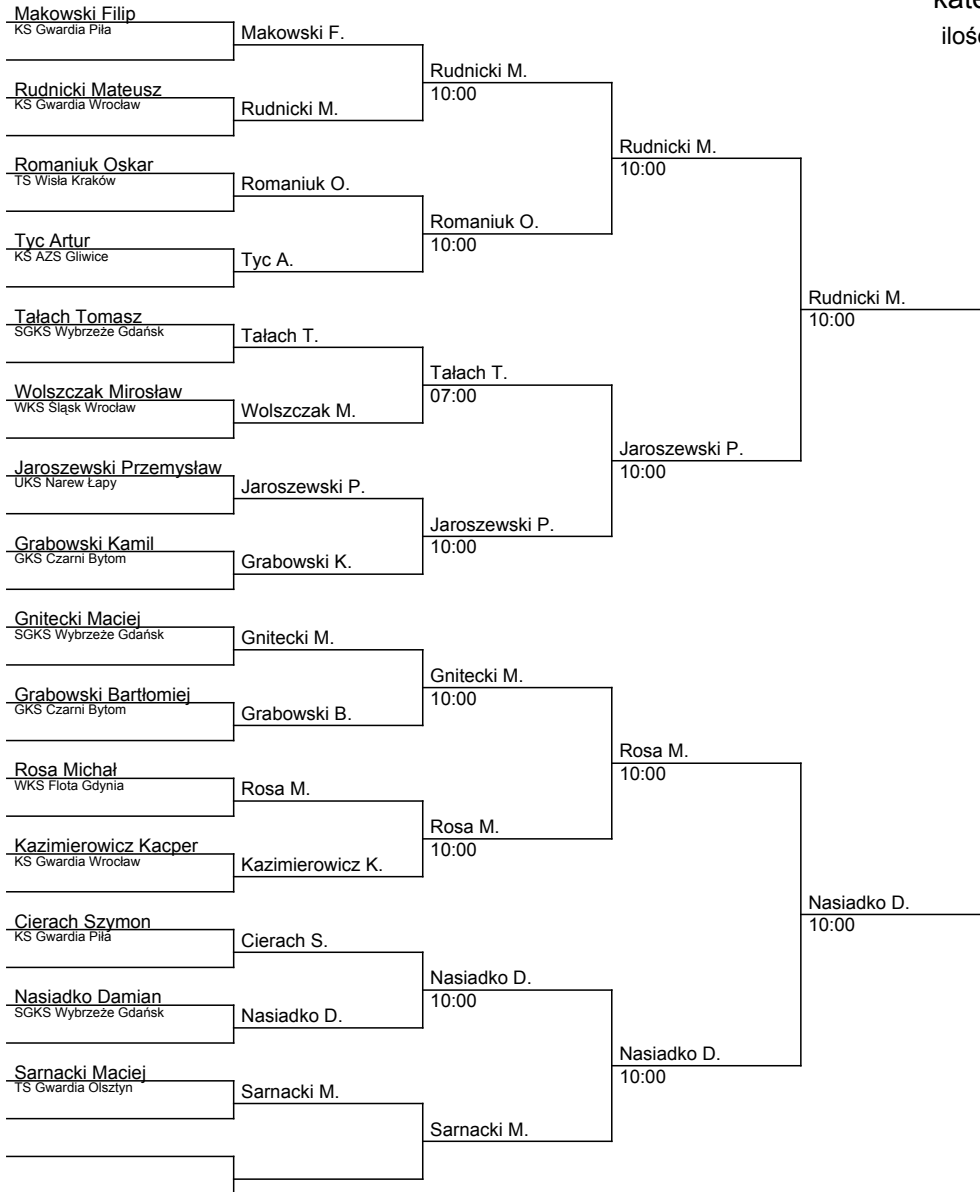 kate
ilość
Makowski Filip
KS Gwardia Piła
Rudnicki Mateusz
KS Gwardia Wrocław
Romaniuk Oskar
TS Wisła Kraków
Tyc Artur
KS AZS Gliwice
Tałach Tomasz
SGKS Wybrzeże Gdańsk
Wolszczak Mirosław
WKS Śląsk Wrocław
Jaroszewski Przemysław
UKS Narew Łapy
Grabowski Kamil
GKS Czarni Bytom
Gnitecki Maciej
SGKS Wybrzeże Gdańsk
Grabowski Bartłomiej
GKS Czarni Bytom
Rosa Michał
WKS Flota Gdynia
Kazimierowicz Kacper
KS Gwardia Wrocław
Cierach Szymon
KS Gwardia Piła
Nasiadko Damian
SGKS Wybrzeże Gdańsk
Sarnacki Maciej
TS Gwardia Olsztyn
Makowski F.
Rudnicki M.
Romaniuk O.
Tyc A.
Tałach T.
Wolszczak M.
Jaroszewski P.
Grabowski K.
Gnitecki M.
Grabowski B.
Rosa M.
Kazimierowicz K.
Cierach S.
Nasiadko D.
Sarnacki M.
Rudnicki M.
10:00
Romaniuk O.
10:00
Tałach T.
07:00
Jaroszewski P.
10:00
Gnitecki M.
10:00
Rosa M.
10:00
Nasiadko D.
10:00
Sarnacki M.
Rudnicki M.
10:00
Jaroszewski P.
10:00
Rosa M.
10:00
Nasiadko D.
10:00
Rudnicki M.
10:00
Nasiadko D.
10:00